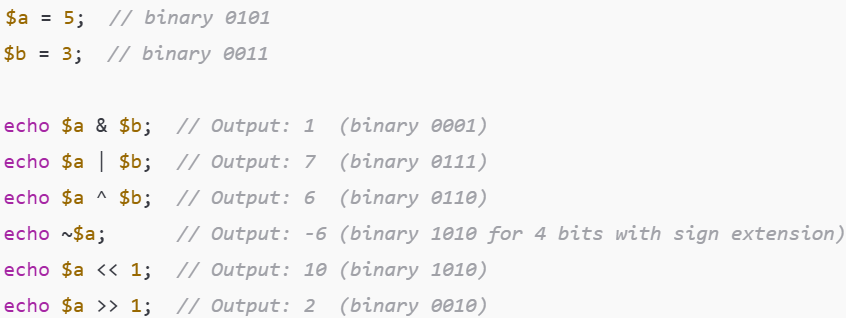 $a = 5;  // binary 0101
$b = 3;  // binary 0011
echo $a & $b;  // Output: 1  (binary 0001)
echo $a | $b;  // Output: 7  (binary 0111)
echo $a ^ $b;  // Output: 6  (binary 0110)
echo ~$a;      // Output: -6 (binary 1010 for 4 bits with sign extension)
echo $a << 1;  // Output: 10 (binary 1010)
echo $a >> 1;  // Output: 2  (binary 0010)